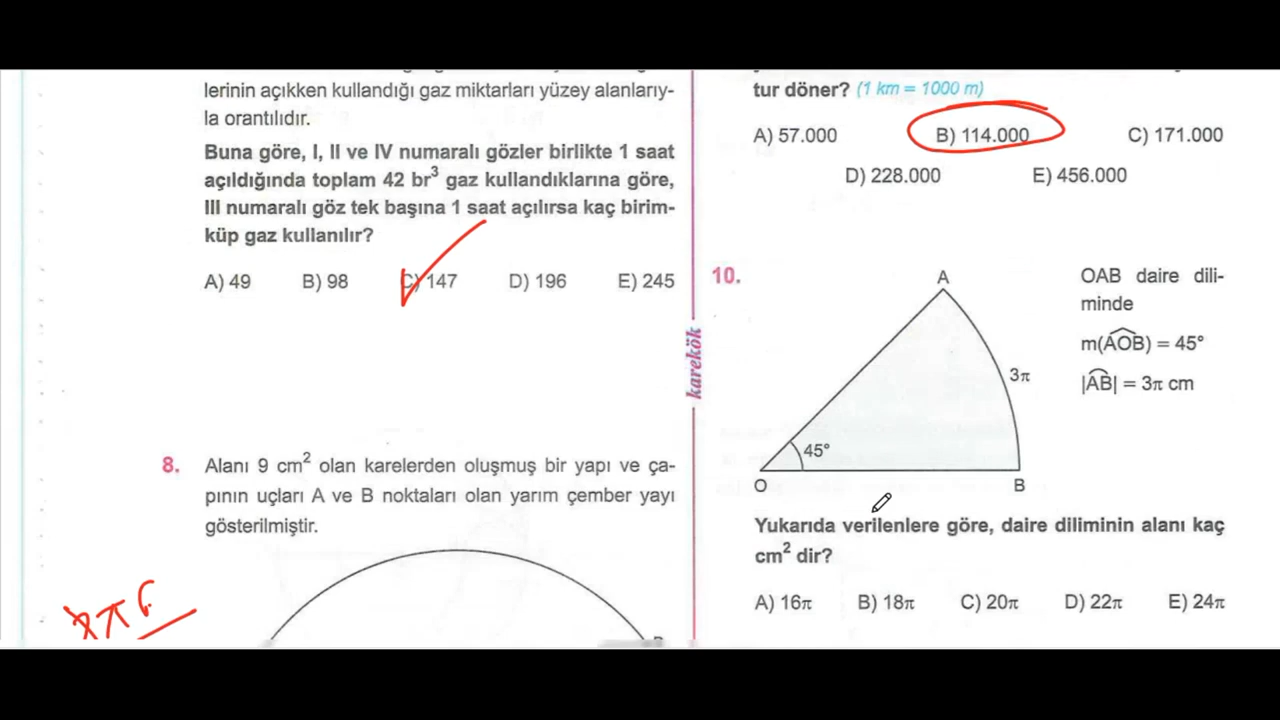 lerinin açıkken kullandığı gaz miktarları yüzey alanlarıy-
la orantılıdır.
Buna göre, I, II ve IV numaralı gözler birlikte 1 saat
açıldığında toplam 42 br³ gaz kullandıklarına göre,
III numaralı göz tek başına 1 saat açılırsa kaç birim-
küp gaz kullanılır?
A) 49 B) 98 C) 147 D) 196 E) 245
8. Alanı 9 cm² olan karelerden oluşmuş bir yapı ve ça-
pının uçları A ve B noktaları olan yarım çember yayı
gösterilmiştir.
karekök
tur döner? (1 km = 1000 m)
A) 57.000 B) 114.000 C) 171.000
D) 228.000 E) 456.000
10.
A
3π
45°
O B
OAB daire dili-
minde
m(AOB) = 45°
|AB| = 3π cm
Yukarıda verilenlere göre, daire diliminin alanı kaç
cm² dir?
A) 16π B) 18π C) 20π D) 22π E) 24π